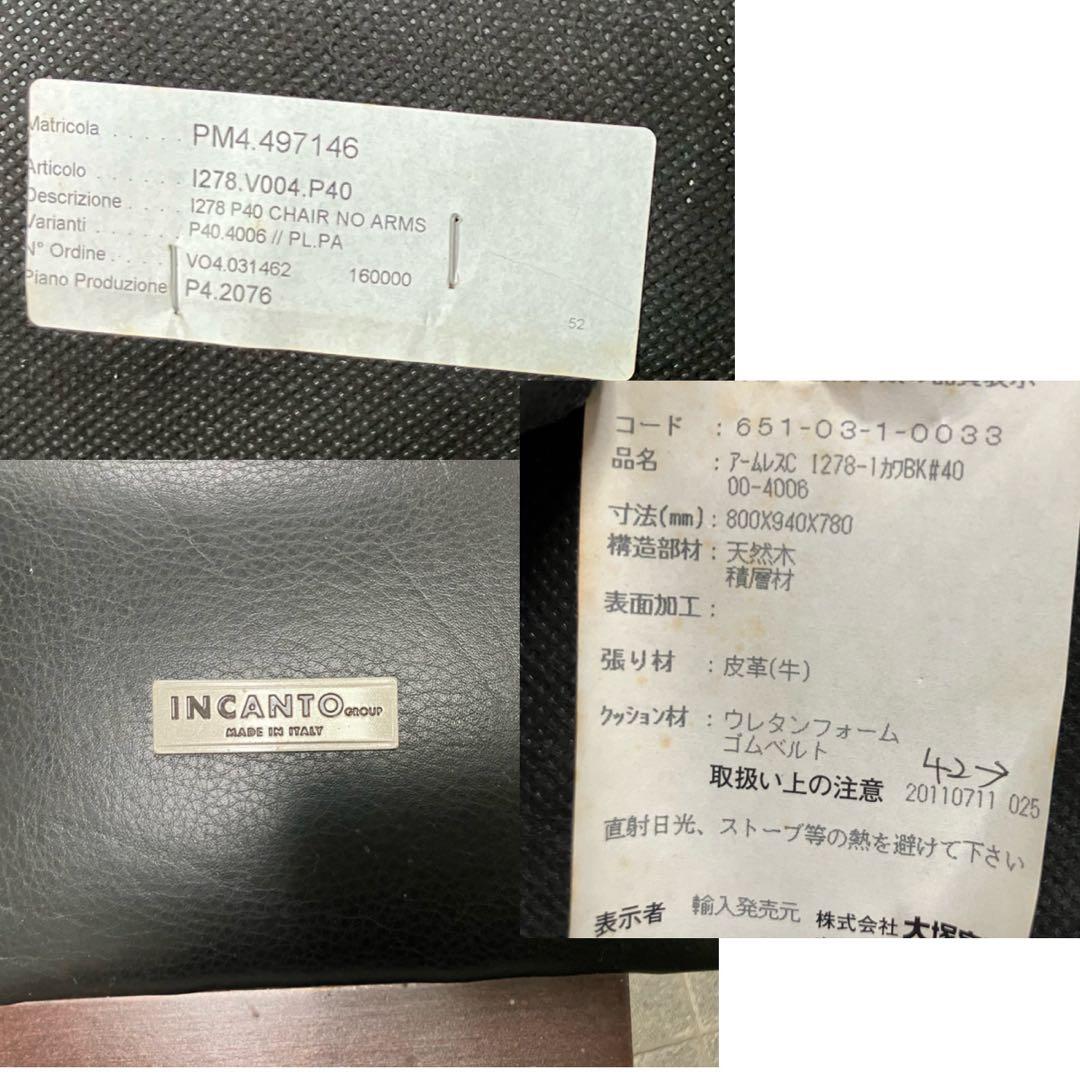 Matricola . . . . . PM4.497146
Articolo . . . . . . I278.V004.P40
Descrizione . . . . I278 P40 CHAIR NO ARMS
Varianti . . . . . . P40.4006 // PL.PA
N° Ordine . . . . VO4.031462 160000
Piano Produzione P4.2076
52
INCANTO GROUP
MADE IN ITALY
コード : 651-03-1-0033
品名 : ｱｰﾑﾚｽC I278-1ｶﾜBK#40
00-4006
寸法(mm) : 800X940X780
構造部材 : 天然木
積層材
表面加工 :
張り材 : 皮革(牛)
ｸｯｼｮﾝ材 : ウレタンフォーム
ゴムベルト
42→
取扱い上の注意 20110711 025
直射日光、ストーブ等の熱を避けて下さい
表示者 輸入発売元 株式会社大塚